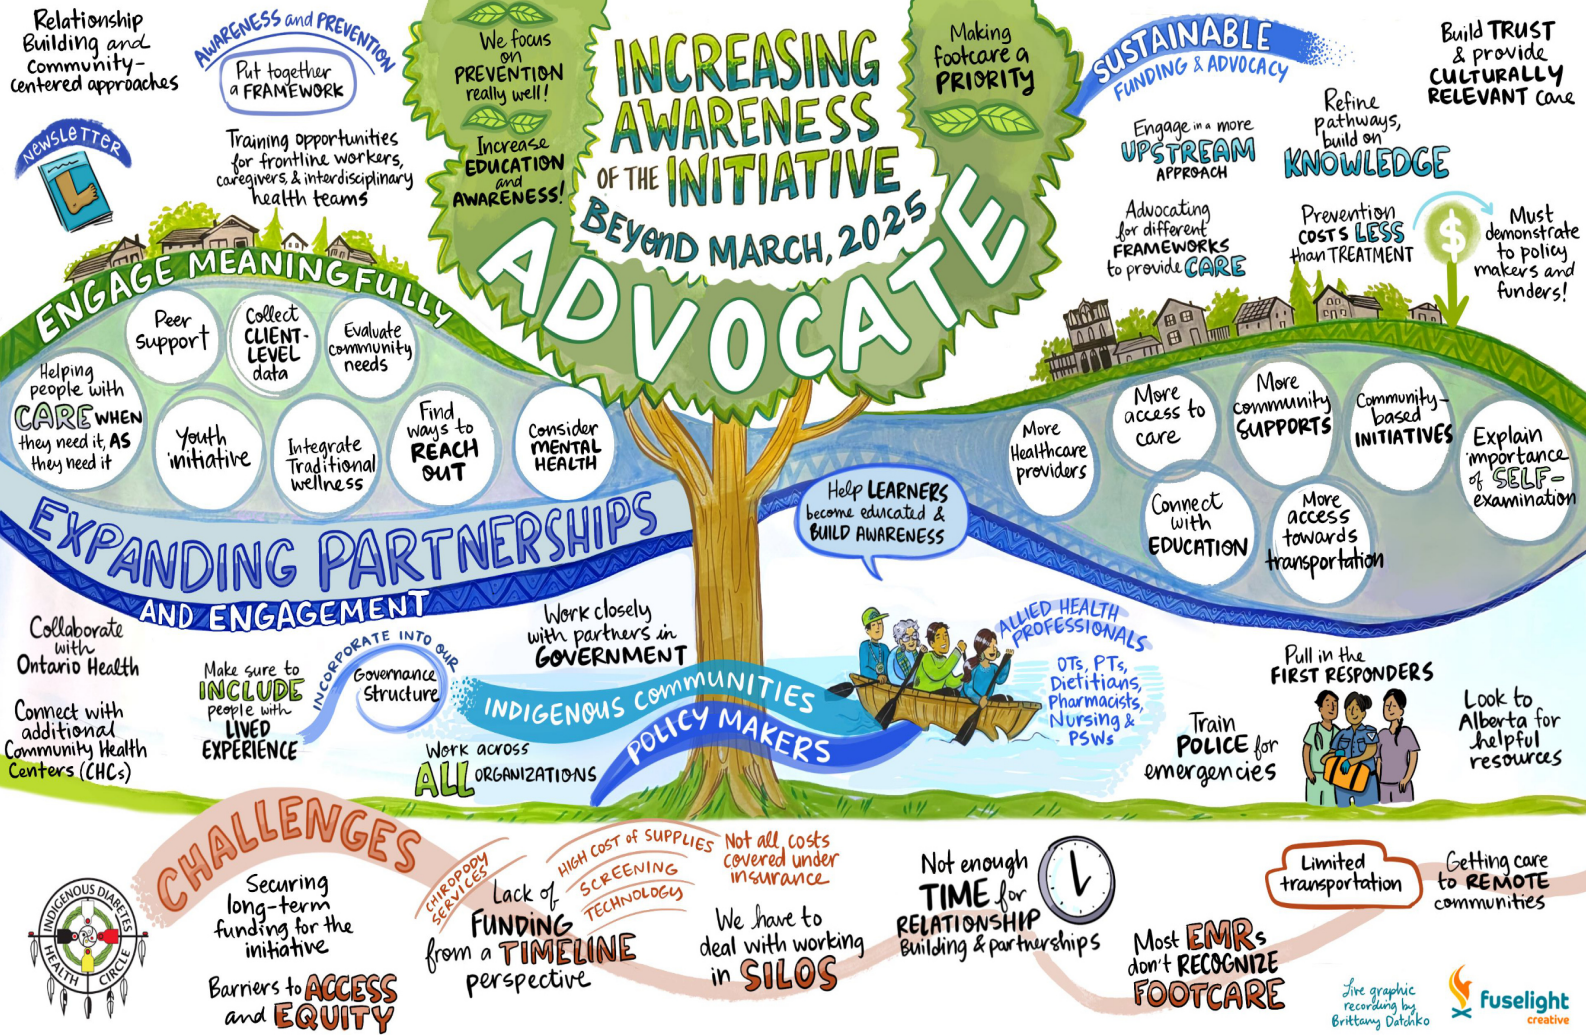 Relationship
Building and
Community-
centered approaches
AWARENESS and PREVENTION
Put together
a FRAMEWORK
NEWSLETTER
Training opportunities
for frontline workers,
caregivers, & interdisciplinary
health teams
We focus
on
PREVENTION
really well!
Increase
EDUCATION
and
AWARENESS!
INCREASING
AWARENESS
OF THE INITIATIVE
BEYOND MARCH, 2025
ADVOCATE
Making
footcare a
PRIORITY
SUSTAINABLE
FUNDING & ADVOCACY
Build TRUST
& provide
CULTURALLY
RELEVANT Care
Engage in a more
UPSTREAM
APPROACH
Refine
pathways,
build on
KNOWLEDGE
Advocating
for different
FRAMEWORKS
to provide CARE
Prevention
COSTS LESS
than TREATMENT
$
Must
demonstrate
to policy
makers and
funders!
ENGAGE MEANINGFULLY
Helping
people with
CARE WHEN
they need it, AS
they need it
Peer
Support
Collect
CLIENT-
LEVEL
data
Evaluate
community
needs
Youth
initiative
Integrate
Traditional
wellness
Find
ways to
REACH
OUT
Consider
MENTAL
HEALTH
More
Healthcare
providers
More
access to
care
More
community
SUPPORTS
Community-
based
INITIATIVES
Explain
importance
of SELF-
examination
Connect
with
EDUCATION
More
access
towards
transportation
EXPANDING PARTNERSHIPS
AND ENGAGEMENT
Help LEARNERS
become educated &
BUILD AWARENESS
Collaborate
with
Ontario Health
Connect with
additional
Community Health
Centers (CHCs)
Make sure to
INCLUDE
people with
LIVED
EXPERIENCE
INCORPORATE INTO OUR
Governance
Structure
Work closely
with partners in
GOVERNMENT
Work across
ALL ORGANIZATIONS
INDIGENOUS COMMUNITIES
POLICY MAKERS
ALLIED HEALTH
PROFESSIONALS
OTs, PTs,
Dietitians,
Pharmacists,
Nursing &
PSWs
Pull in the
FIRST RESPONDERS
Train
POLICE for
emergencies
Look to
Alberta for
helpful
resources
CHALLENGES
INDIGENOUS DIABETES
HEALTH CIRCLE
Securing
long-term
funding for the
initiative
Barriers to ACCESS
and EQUITY
CHIROPODY
SERVICES
HIGH COST of SUPPLIES
SCREENING
TECHNOLOGY
Lack of
FUNDING
from a TIMELINE
perspective
Not all costs
covered under
insurance
We have to
deal with working
in SILOS
Not enough
TIME for
RELATIONSHIP
Building & partnerships
Most EMRs
don't RECOGNIZE
FOOTCARE
Limited
transportation
Getting care
to REMOTE
communities
Live graphic
recording by
Brittany Datchko
fuselight
creative